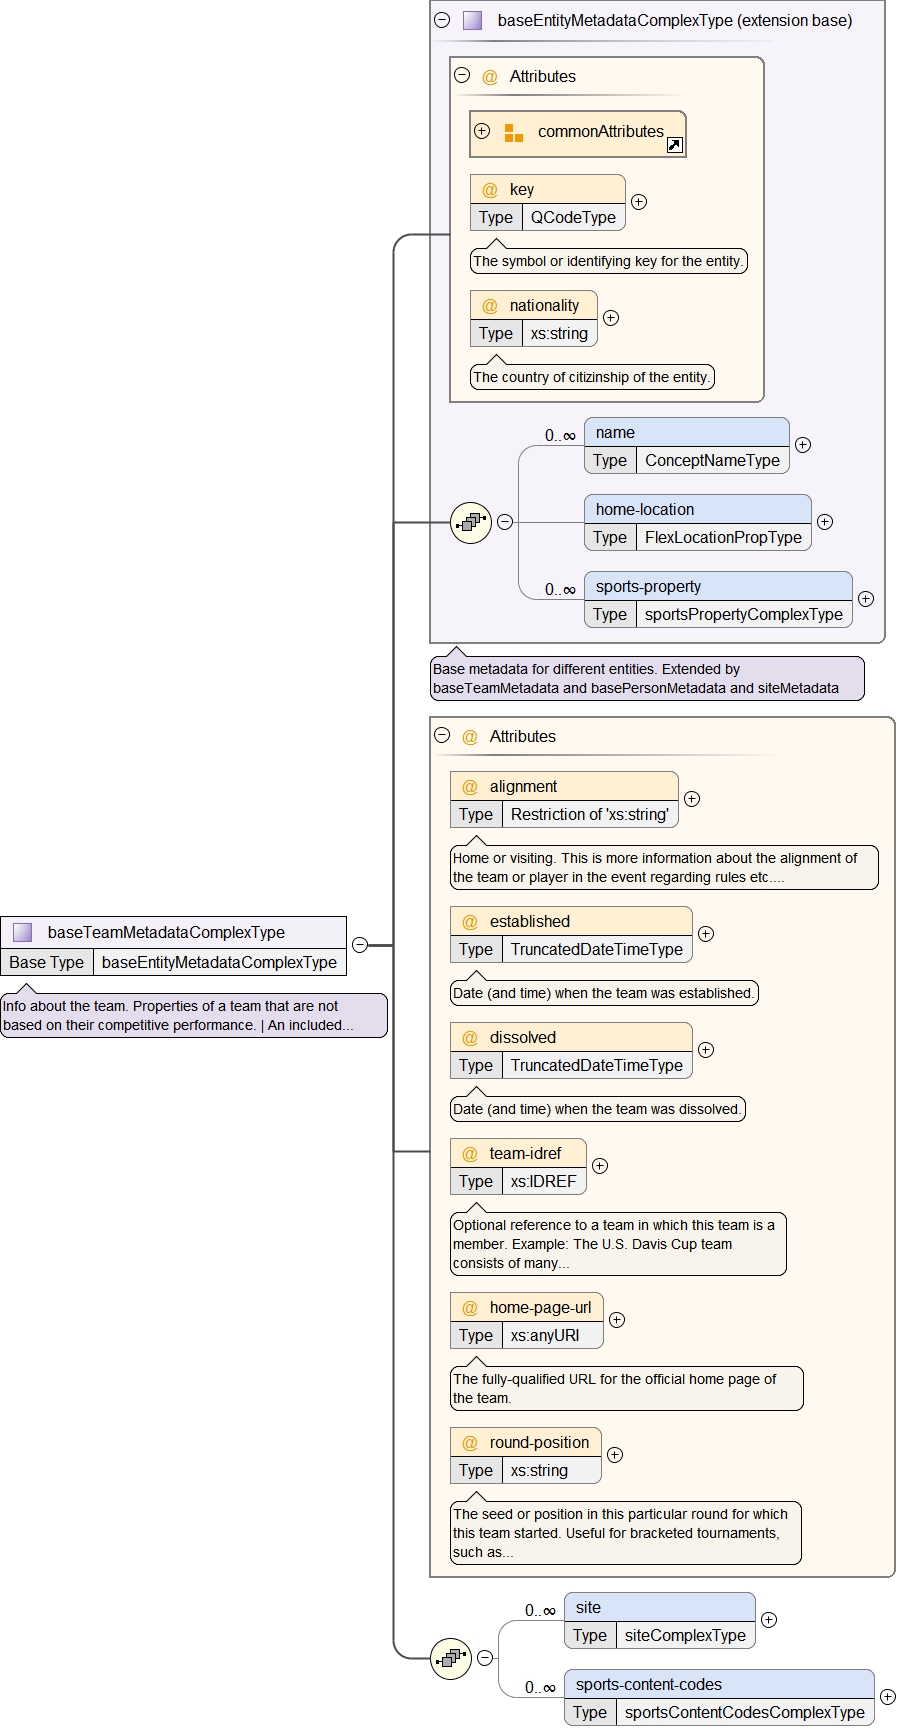 baseEntityMetadataComplexType (extension base)
@ Attributes
commonAttributes
@ key
Type QCodeType
The symbol or identifying key for the entity.
@ nationality
Type xs:string
The country of citizinship of the entity.
0..∞ name
Type ConceptNameType
home-location
Type FlexLocationPropType
0..∞ sports-property
Type sportsPropertyComplexType
Base metadata for different entities. Extended by
baseTeamMetadata and basePersonMetadata and siteMetadata
@ Attributes
@ alignment
Type Restriction of 'xs:string'
Home or visiting. This is more information about the alignment of
the team or player in the event regarding rules etc....
@ established
Type TruncatedDateTimeType
Date (and time) when the team was established.
baseTeamMetadataComplexType
Base Type baseEntityMetadataComplexType
Info about the team. Properties of a team that are not
based on their competitive performance. | An included...
@ dissolved
Type TruncatedDateTimeType
Date (and time) when the team was dissolved.
@ team-idref
Type xs:IDREF
Optional reference to a team in which this team is a
member. Example: The U.S. Davis Cup team
consists of many...
@ home-page-url
Type xs:anyURI
The fully-qualified URL for the official home page of
the team.
@ round-position
Type xs:string
The seed or position in this particular round for which
this team started. Useful for bracketed tournaments,
such as...
0..∞ site
Type siteComplexType
0..∞ sports-content-codes
Type sportsContentCodesComplexType